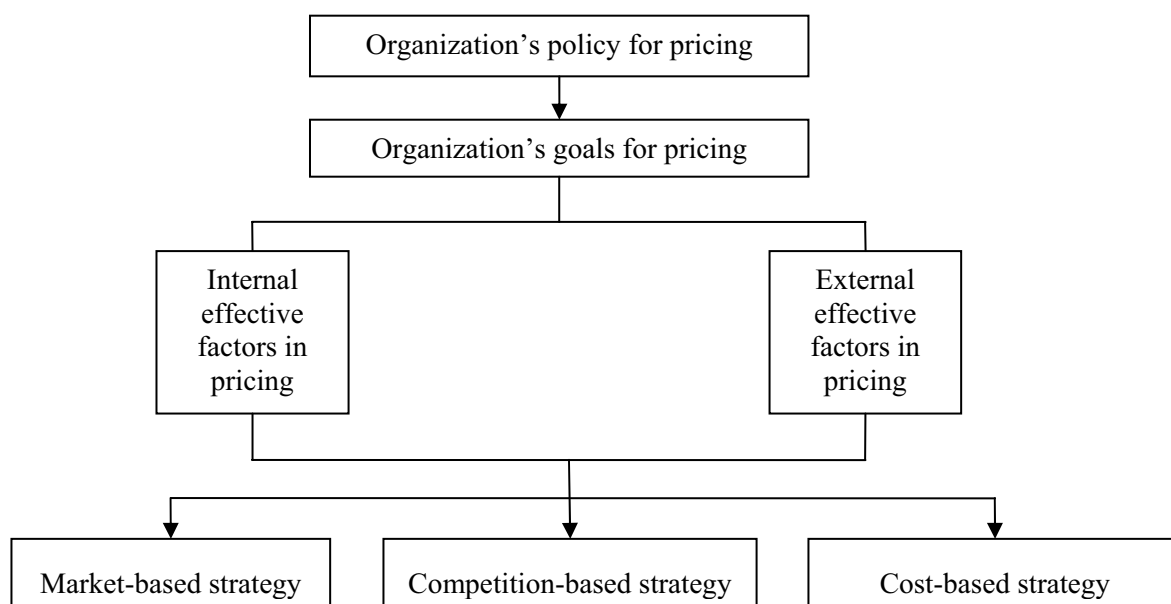 Organization’s policy for pricing
Organization’s goals for pricing
Internal
effective
factors in
pricing
External
effective
factors in
pricing
Market-based strategy
Competition-based strategy
Cost-based strategy